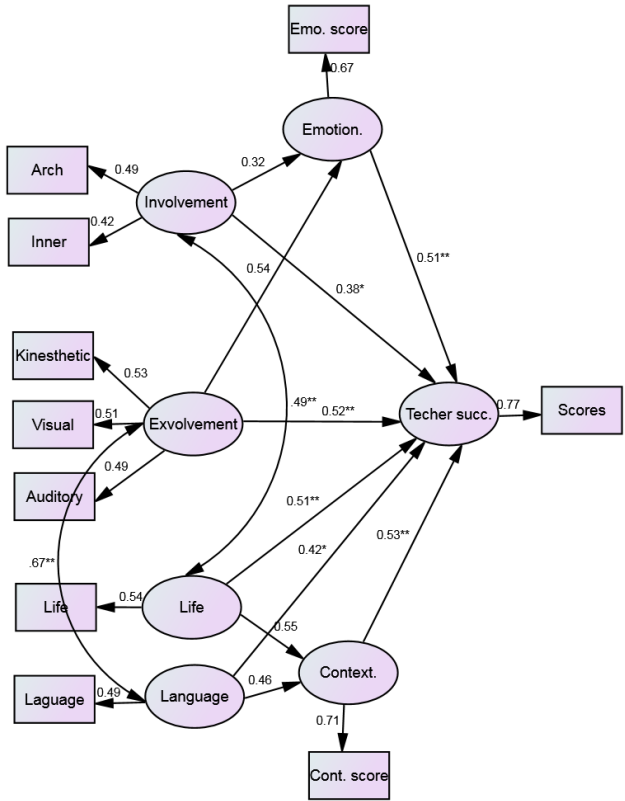 Emo. score
0.67
Emotion.
Arch
0.49
0.32
Involvement
0.42
Inner
0.54
0.51**
0.38*
Kinesthetic
0.53
.49**
Techer succ.
0.77
Scores
0.51
Visual
Exvolvement
0.52**
0.49
Auditory
0.51**
0.53**
0.42*
.67**
Life
0.54
Life
0.55
Context.
Language
0.46
Laguage
0.49
0.71
Cont. score